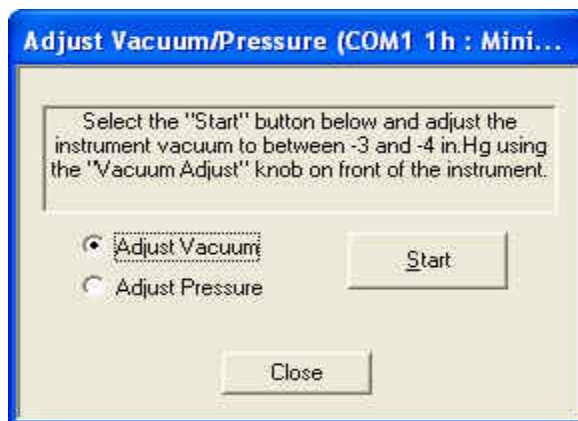 Adjust Vacuum/Pressure (COM1 1h : Mini...
Select the "Start" button below and adjust the
instrument vacuum to between -3 and -4 in.Hg using
the "Vacuum Adjust" knob on front of the instrument.
Adjust Vacuum
Start
Adjust Pressure
Close